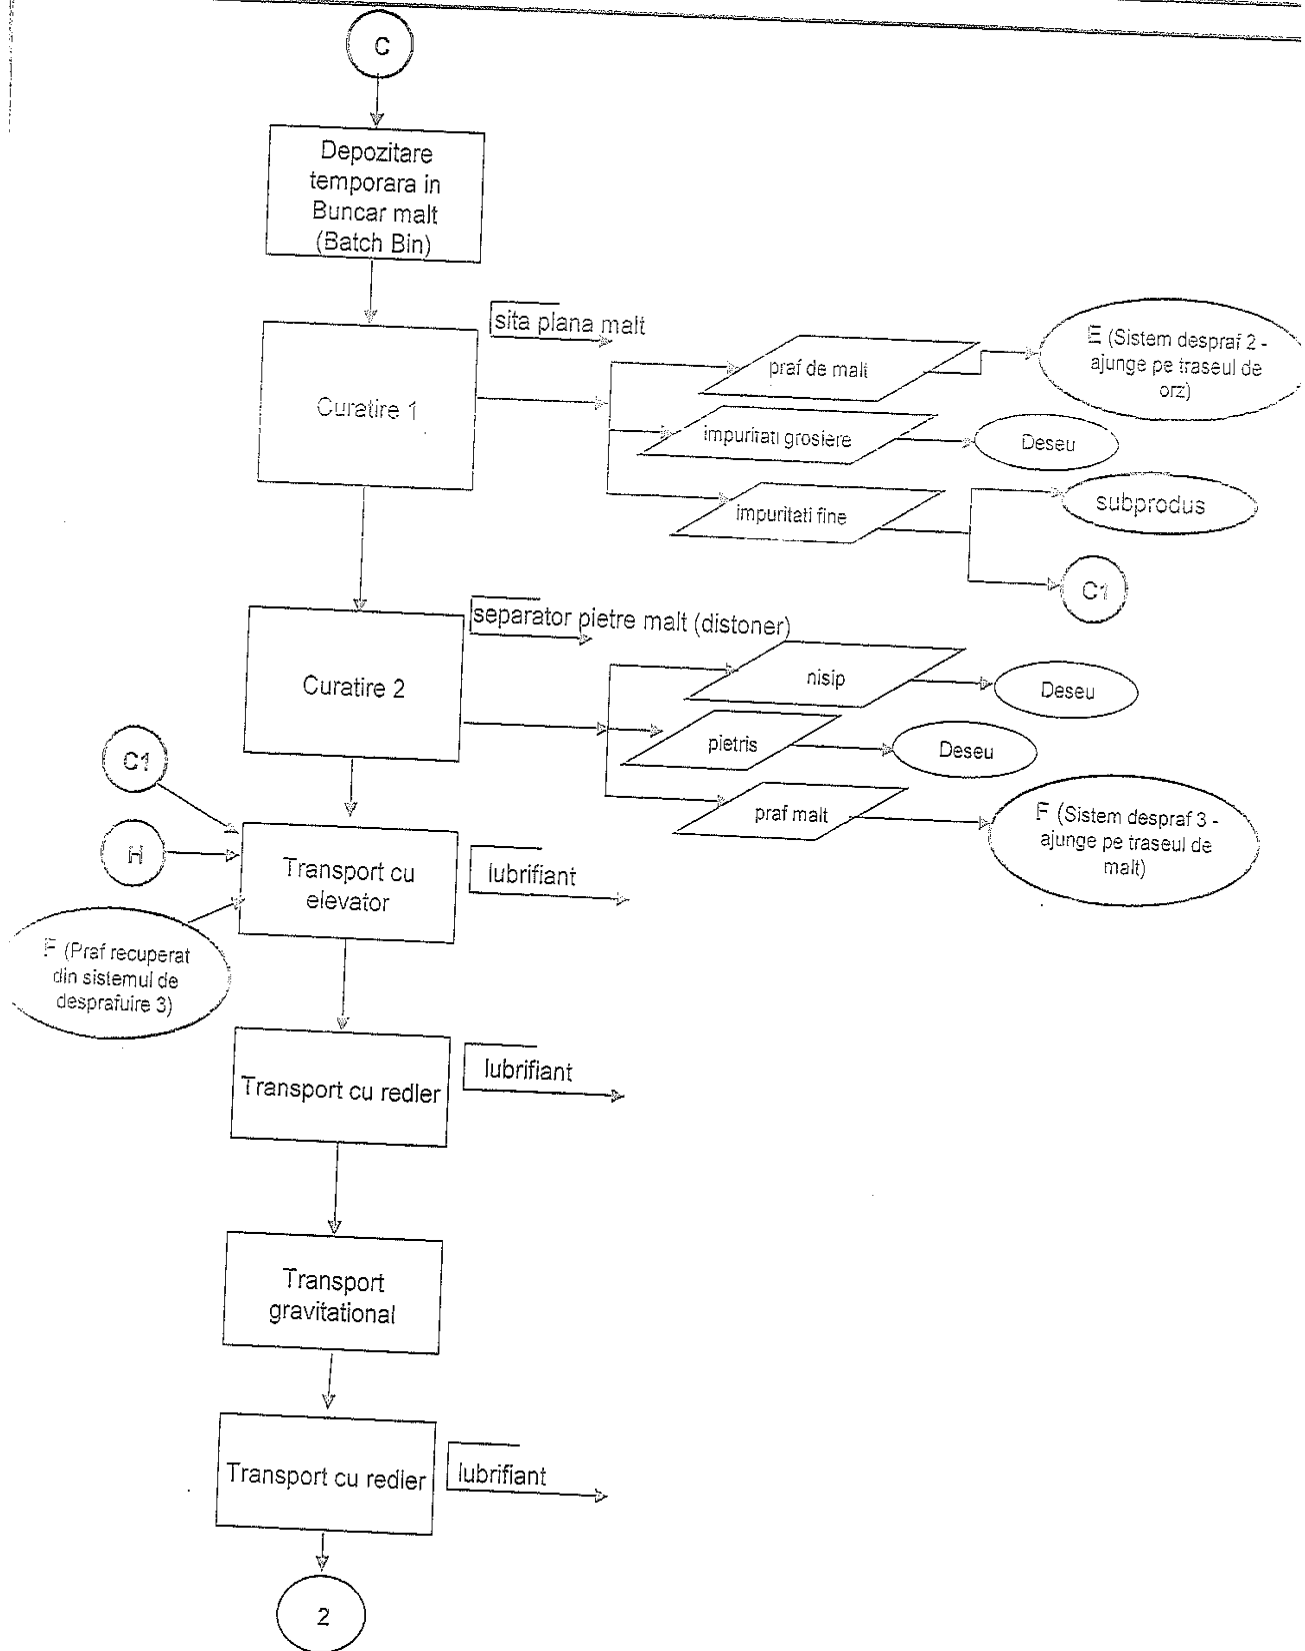 C
Depozitare
temporara in
Buncar malt
(Batch Bin)
sita plana malt
Curatire 1
praf de malt
E (Sistem despraf 2 -
ajunge pe traseul de
orz)
impuritati grosiere
Deseu
impuritati fine
subprodus
C1
separator pietre malt (distoner)
Curatire 2
nisip
Deseu
pietris
Deseu
praf malt
F (Sistem despraf 3 -
ajunge pe traseul de
malt)
C1
H
F (Praf recuperat
din sistemul de
desprafuire 3)
Transport cu
elevator
lubrifiant
Transport cu redler
lubrifiant
Transport
gravitational
Transport cu redler
lubrifiant
2